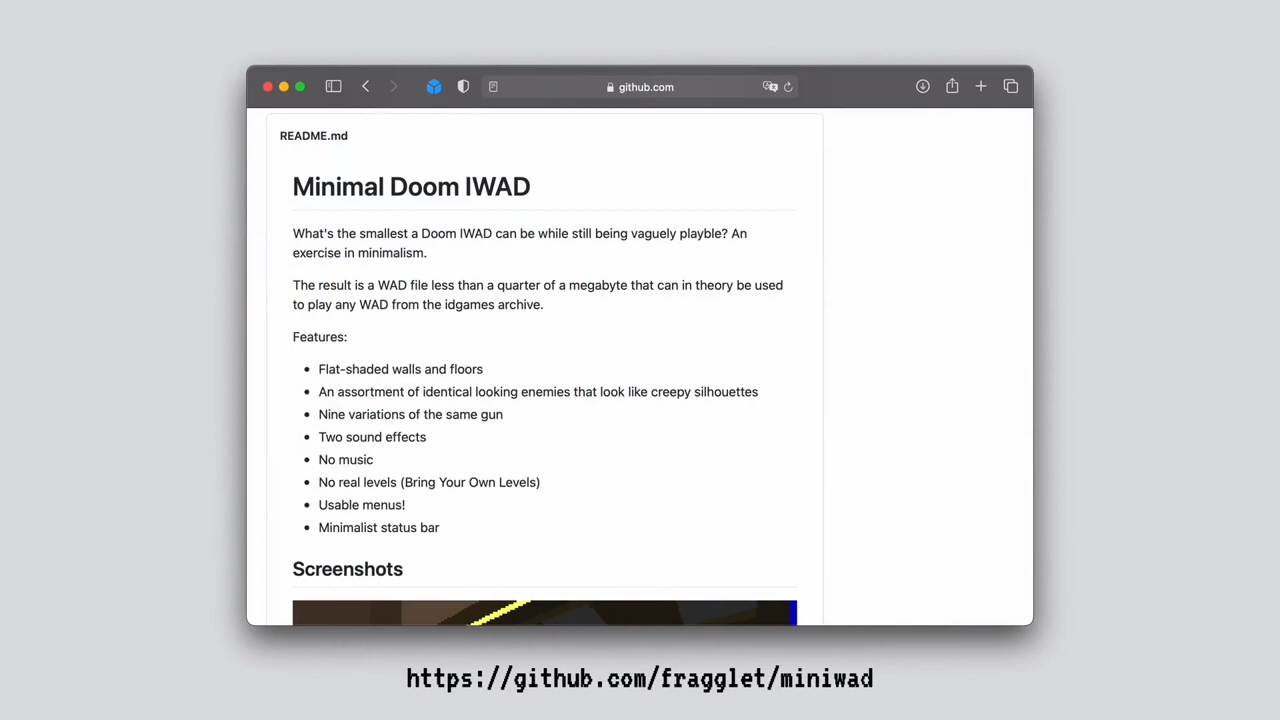 github.com
README.md
Minimal Doom IWAD
What's the smallest a Doom IWAD can be while still being vaguely playble? An
exercise in minimalism.
The result is a WAD file less than a quarter of a megabyte that can in theory be used
to play any WAD from the idgames archive.
Features:
• Flat-shaded walls and floors
• An assortment of identical looking enemies that look like creepy silhouettes
• Nine variations of the same gun
• Two sound effects
• No music
• No real levels (Bring Your Own Levels)
• Usable menus!
• Minimalist status bar
Screenshots
https://github.com/fragglet/miniwad